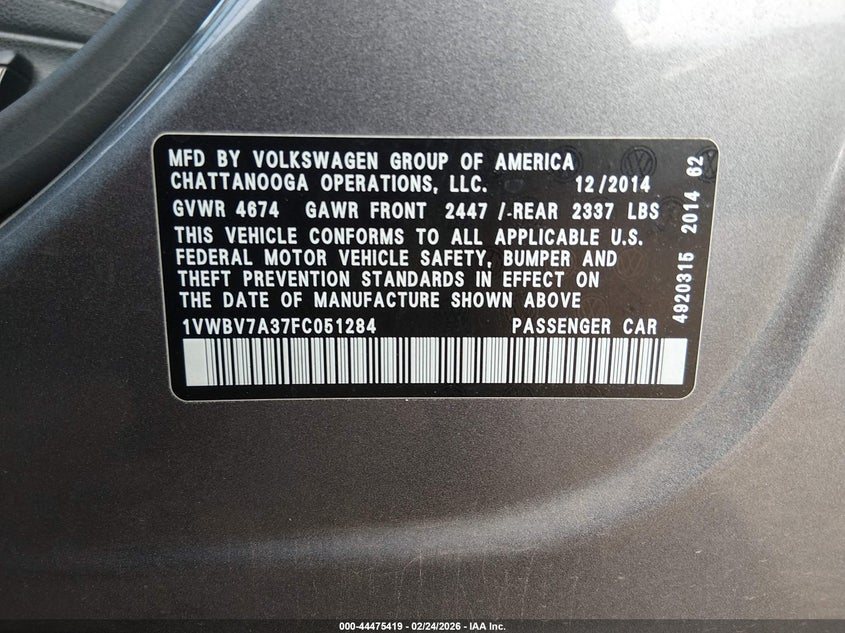 MFD BY VOLKSWAGEN GROUP OF AMERICA
CHATTANOOGA OPERATIONS, LLC. 12/2014
GVWR 4674 GAWR FRONT 2447 /-REAR 2337 LBS
THIS VEHICLE CONFORMS TO ALL APPLICABLE U.S.
FEDERAL MOTOR VEHICLE SAFETY, BUMPER AND
THEFT PREVENTION STANDARDS IN EFFECT ON
THE DATE OF MANUFACTURE SHOWN ABOVE
1VWBV7A37FC051284 PASSENGER CAR
4920315 2014 62
000-44475419 | 02/24/2026 - IAA Inc.